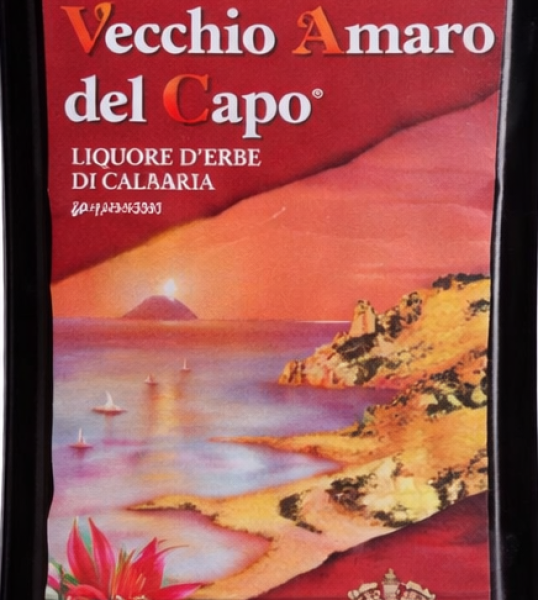 Vecchio Amaro
del Capo®
LIQUORE D'ERBE
DI CALAARIA